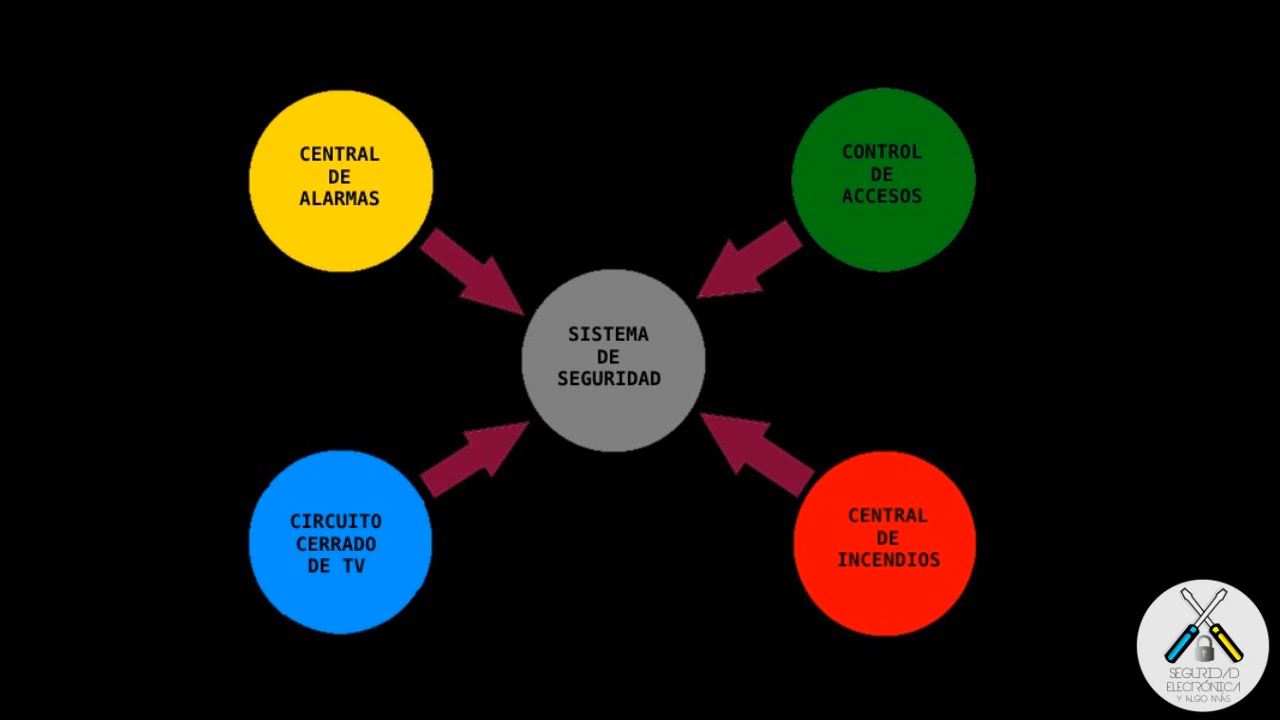 CENTRAL
DE
ALARMAS
CONTROL
DE
ACCESOS
SISTEMA
DE
SEGURIDAD
CIRCUITO
CERRADO
DE TV
CENTRAL
DE
INCENDIOS
SEGURIDAD
ELECTRÓNICA
Y ALGO MÁS